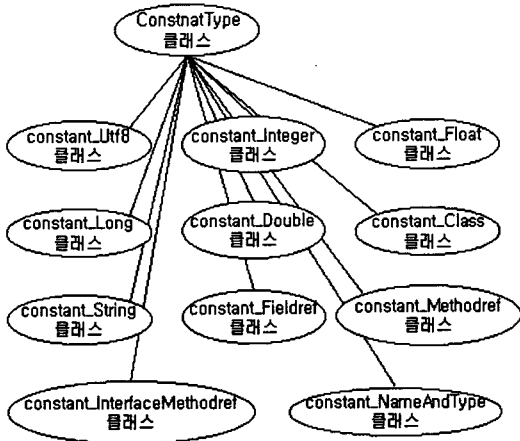 ConstnatType
클래스
constant_Utf8
클래스
constant_Integer
클래스
constant_Float
클래스
constant_Long
클래스
constant_Double
클래스
constant_Class
클래스
constant_String
클래스
constant_Fieldref
클래스
constant_Methodref
클래스
constant_InterfaceMethodref
클래스
constant_NameAndType
클래스